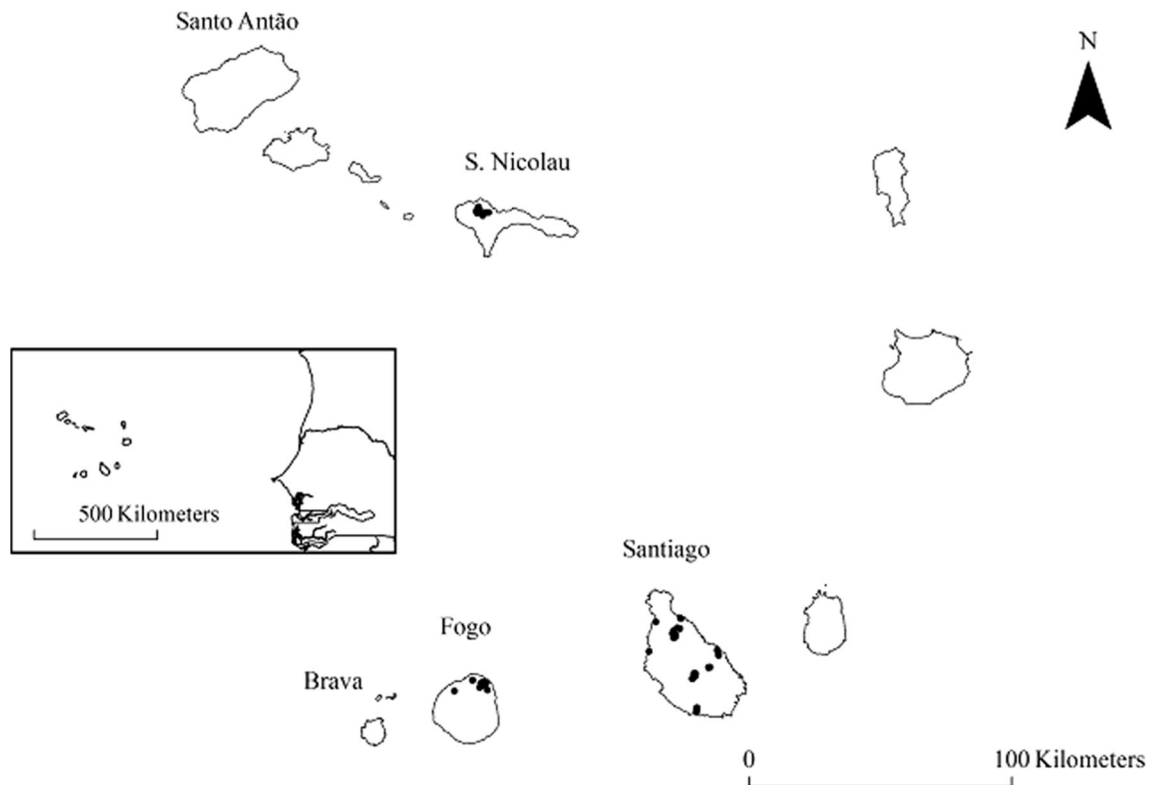 Santo Antão
N
S. Nicolau
500 Kilometers
Santiago
Fogo
Brava
0 100 Kilometers